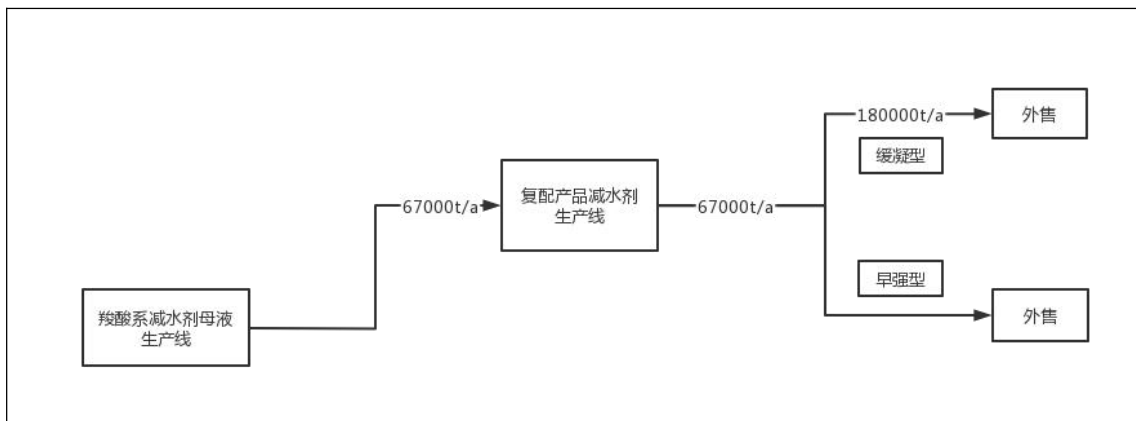 180000t/a
外售
缓凝型
复配产品减水剂
生产线
67000t/a
67000t/a
早强型
羧酸系减水剂母液
生产线
外售